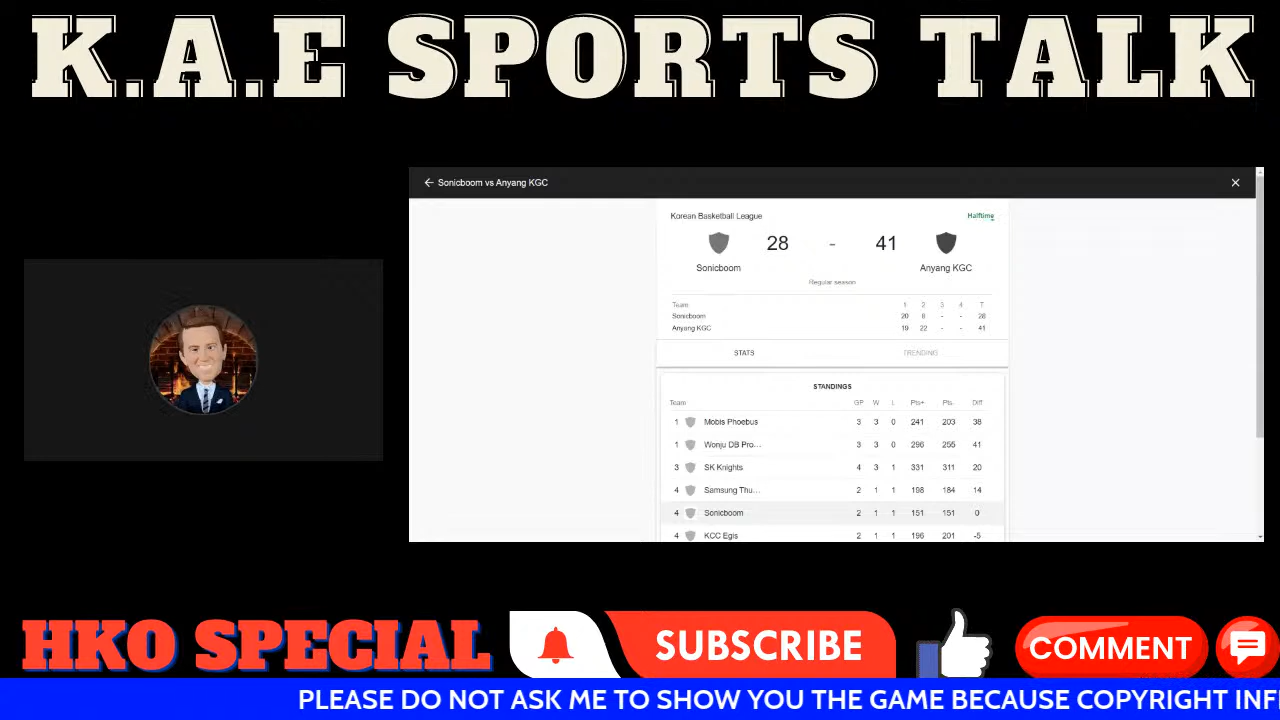 K.A.E SPORTS TALK
Sonicboom vs Anyang KGC
Korean Basketball League
Halftime
28 - 41
Sonicboom
Anyang KGC
Regular season
Team 1 2 3 4 T
Sonicboom 20 8 - - 28
Anyang KGC 19 22 - - 41
STATS TRENDING
STANDINGS
Team GP W L Pts+ Pts- Diff
1 Mobis Phoebus 3 3 0 241 203 38
1 Wonju DB Pro... 3 3 0 296 255 41
3 SK Knights 4 3 1 331 311 20
4 Samsung Thu... 2 1 1 198 184 14
4 Sonicboom 2 1 1 151 151 0
4 KCC Egis 2 1 1 196 201 -5
HKO SPECIAL
SUBSCRIBE
COMMENT
PLEASE DO NOT ASK ME TO SHOW YOU THE GAME BECAUSE COPYRIGHT INF